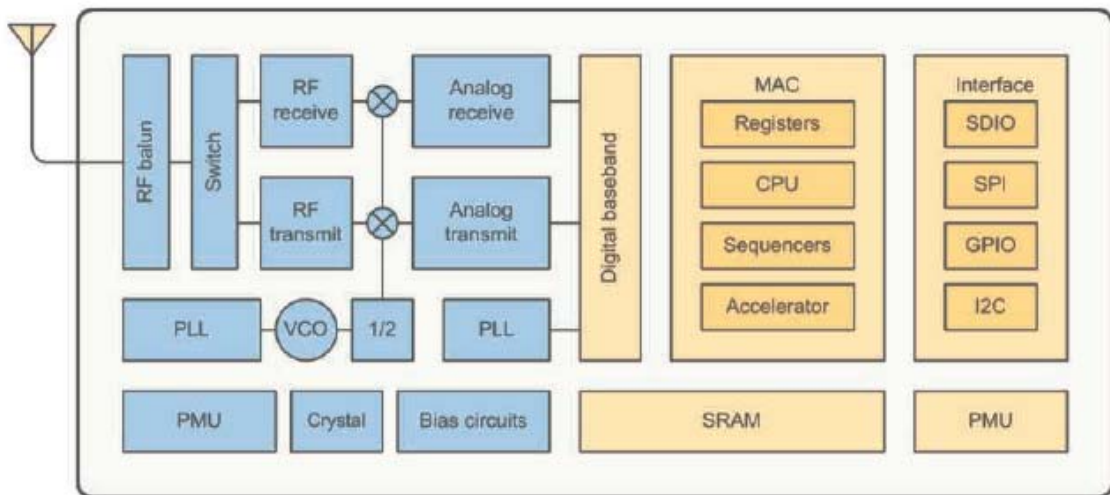 RF balun
Switch
RF
receive
Analog
receive
RF
transmit
Analog
transmit
PLL
VCO
1/2
PLL
PMU
Crystal
Bias circuits
Digital baseband
MAC
Registers
CPU
Sequencers
Accelerator
Interface
SDIO
SPI
GPIO
I2C
SRAM
PMU